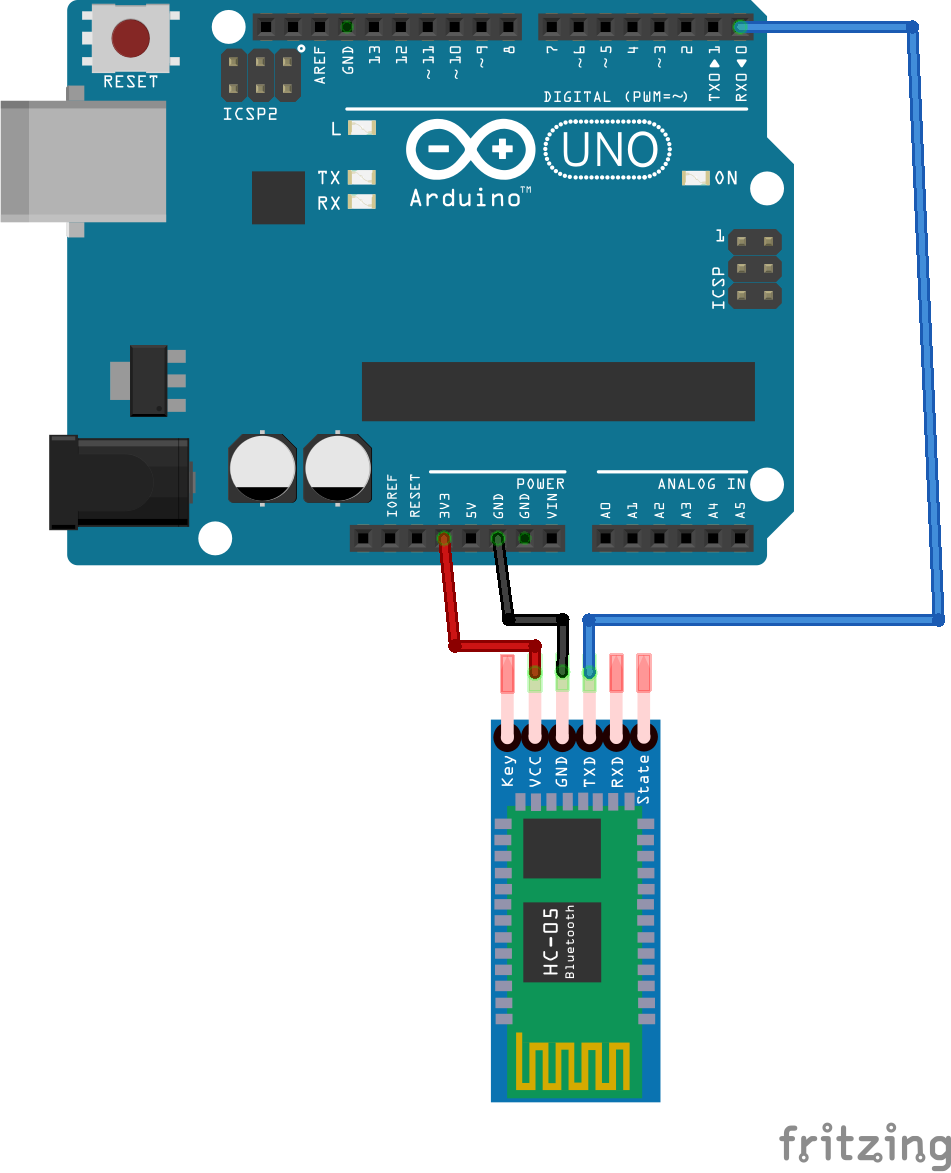 RESET
ICSP2
AREF
GND
13
12
~11
~10
~9
8
7
~6
~5
4
~3
2
TX0▶1
RX0◀0
DIGITAL (PWM=~)
L
TX
RX
UNO
Arduino™
ON
1
ICSP
IOREF
RESET
3V3
5V
GND
GND
VIN
POWER
ANALOG IN
A0
A1
A2
A3
A4
A5
Key
VCC
GND
TXD
RXD
State
HC-05
Bluetooth
fritzing